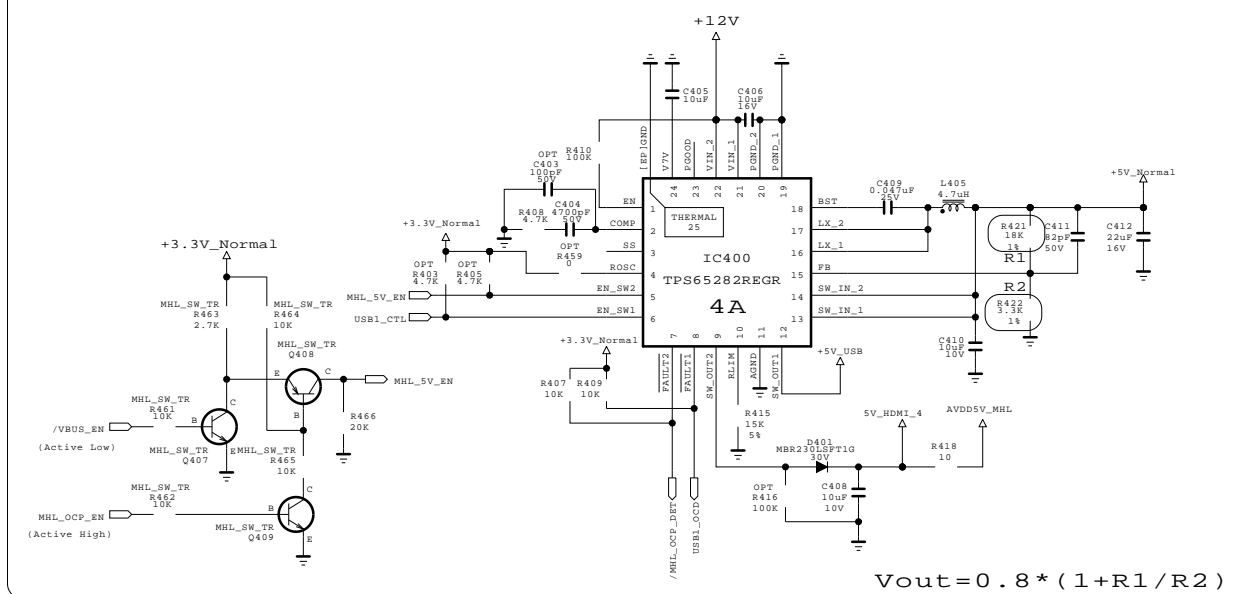 +12V
C405
10uF
C406
10uF
16V
[EP]GND
V7V
PGOOD
VIN_2
VIN_1
PGND_2
PGND_1
24
23
22
21
20
19
OPT
C403
100pF
50V
R410
100K
R408
4.7K
C404
4700pF
50V
OPT
R459
0
+3.3V_Normal
OPT
R403
4.7K
OPT
R405
4.7K
MHL_5V_EN
USB1_CTL
EN
COMP
SS
ROSC
EN_SW2
EN_SW1
1
2
3
4
5
6
THERMAL
25
IC400
TPS65282REGR
4A
18
17
16
15
14
13
BST
LX_2
LX_1
FB
SW_IN_2
SW_IN_1
C409
0.047uF
25V
L405
4.7uH
+5V_Normal
R421
18K
1%
R1
C411
82pF
50V
C412
22uF
16V
R2
R422
3.3K
1%
C410
10uF
10V
7
8
9
10
11
12
FAULT2
FAULT1
SW_OUT2
RLIM
AGND
SW_OUT1
+3.3V_Normal
R407
10K
R409
10K
/MHL_OCP_DET
USB1_OCD
R415
15K
5%
+5V_USB
5V_HDMI_4
AVDD5V_MHL
D401
MBR230LSFT1G
30V
R418
10
OPT
R416
100K
C408
10uF
10V
+3.3V_Normal
MHL_SW_TR
R463
2.7K
MHL_SW_TR
R464
10K
MHL_SW_TR
Q408
E
C
B
MHL_5V_EN
R466
20K
MHL_SW_TR
R461
10K
/VBUS_EN
(Active Low)
B
C
E
MHL_SW_TR
Q407
MHL_SW_TR
R465
10K
MHL_SW_TR
R462
10K
MHL_OCP_EN
(Active High)
B
C
E
MHL_SW_TR
Q409
Vout=0.8*(1+R1/R2)